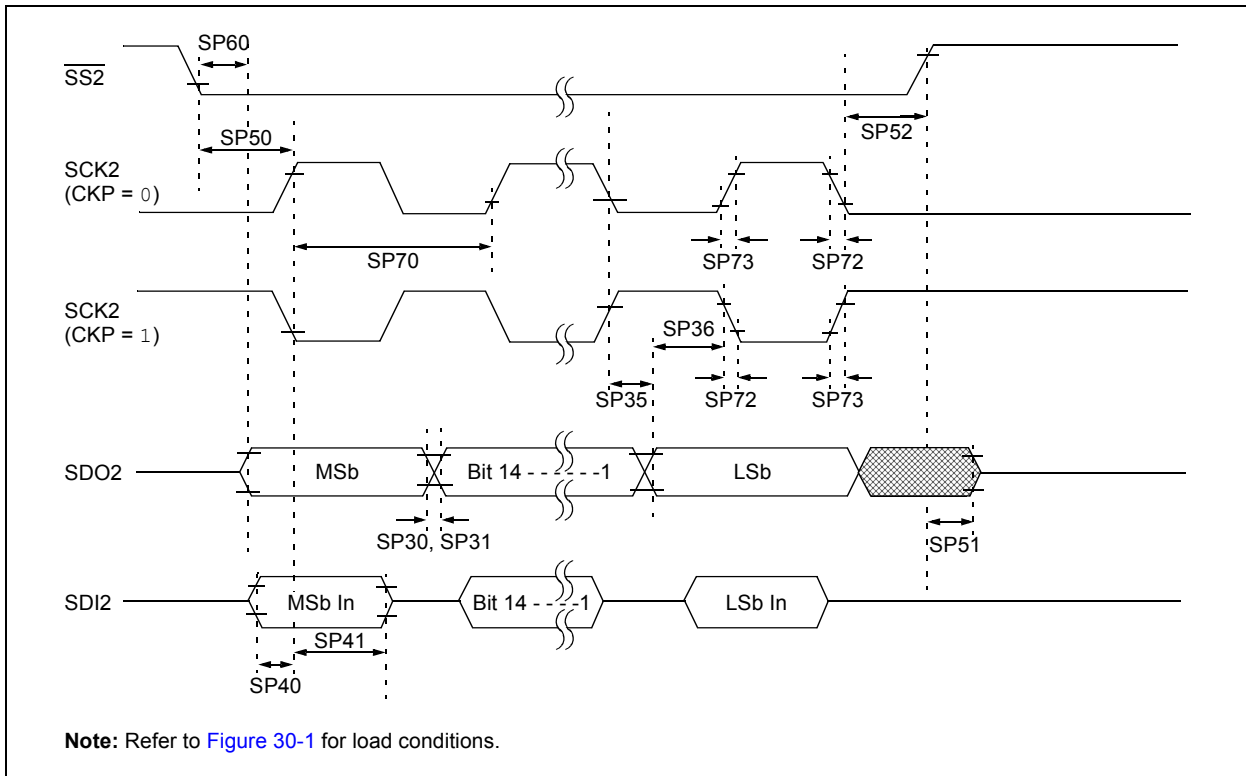 SP60
SS2
SP50
SP52
SCK2
(CKP = 0)
SP70
SP73
SP72
SCK2
(CKP = 1)
SP36
SP35
SP72
SP73
SDO2
MSb
Bit 14 - - - - - -1
LSb
SP30, SP31
SP51
SDI2
MSb In
Bit 14 - - - - -1
LSb In
SP41
SP40
Note: Refer to Figure 30-1 for load conditions.